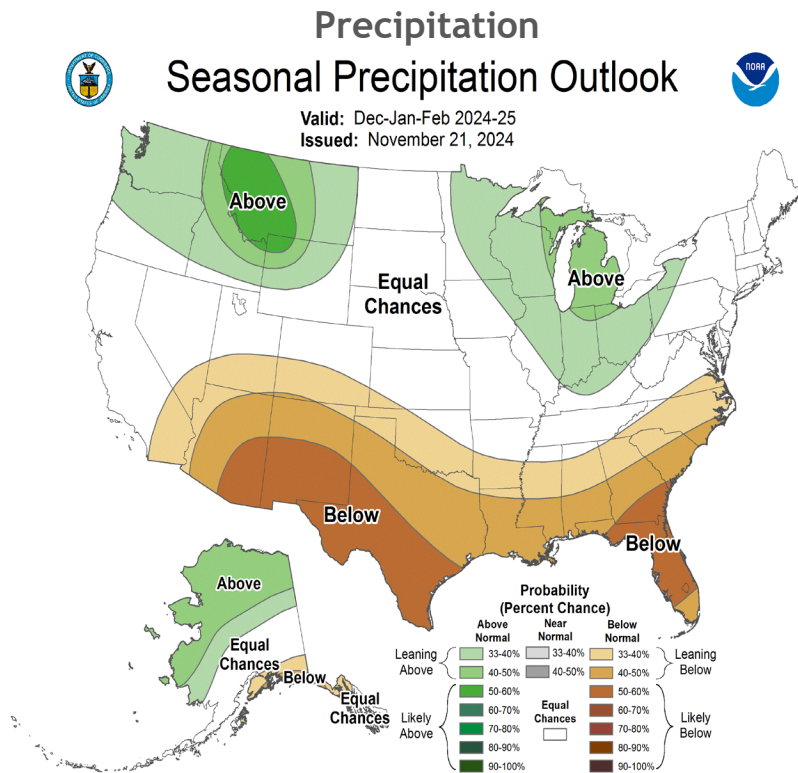 Precipitation
NOAA
Seasonal Precipitation Outlook
Valid: Dec-Jan-Feb 2024-25
Issued: November 21, 2024
Above
Equal
Chances
Above
Below
Below
Above
Equal
Chances
Below
Equal
Chances
Probability
(Percent Chance)
Above Normal
Near Normal
Below Normal
Leaning Above
33-40%
33-40%
33-40%
Leaning Below
40-50%
40-50%
40-50%
Likely Above
50-60%
50-60%
Likely Below
60-70%
60-70%
Equal Chances
70-80%
70-80%
80-90%
80-90%
90-100%
90-100%